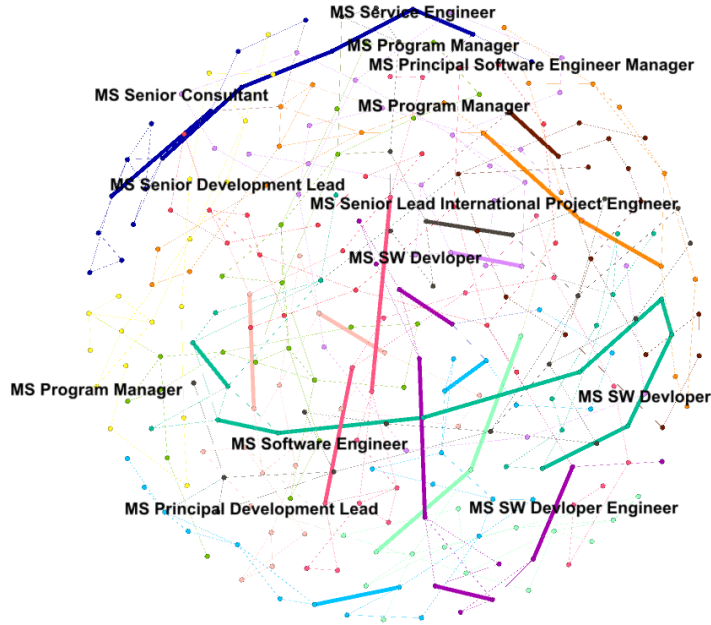 MS Service Engineer
MS Program Manager
MS Principal Software Engineer Manager
MS Senior Consultant
MS Program Manager
MS Senior Development Lead
MS Senior Lead International Project Engineer
MS SW Devloper
MS Program Manager
MS SW Devloper
MS Software Engineer
MS Principal Development Lead
MS SW Devloper Engineer